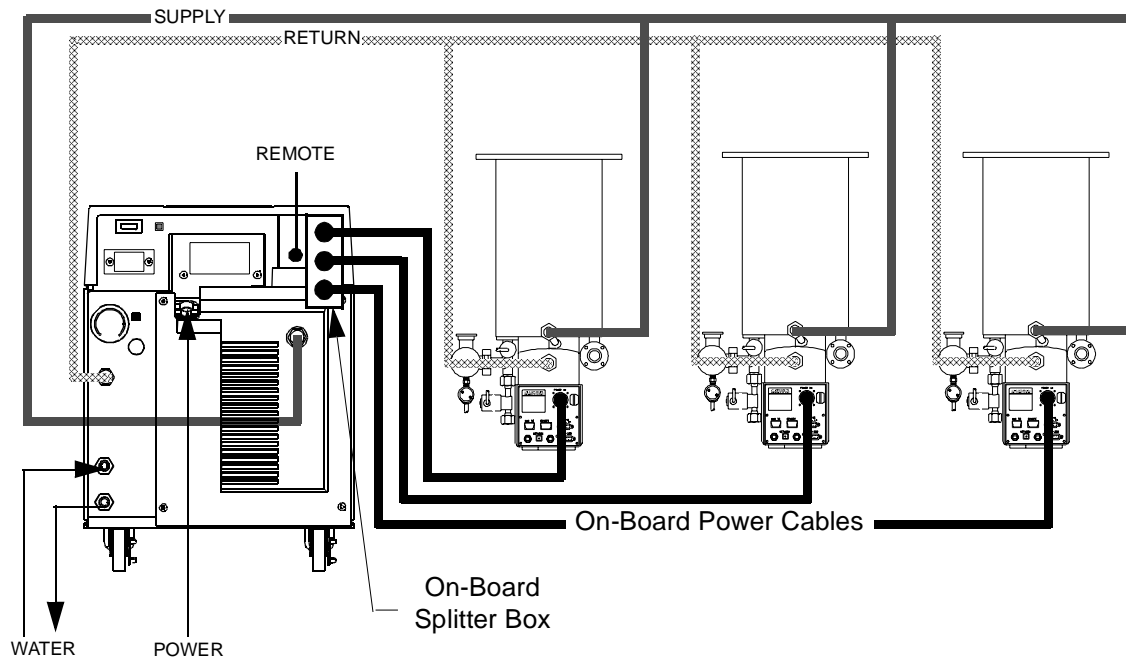 SUPPLY
RETURN
REMOTE
On-Board Power Cables
On-Board
Splitter Box
WATER
POWER